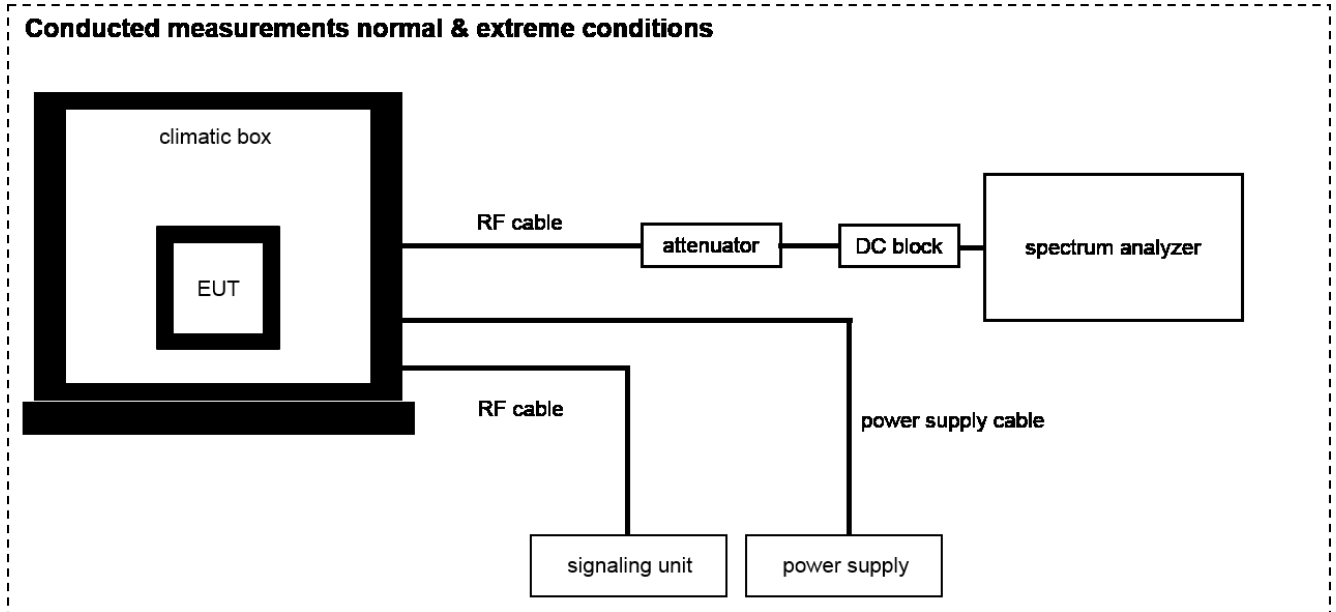 Conducted measurements normal & extreme conditions
climatic box
EUT
RF cable
attenuator
DC block
spectrum analyzer
RF cable
power supply cable
signaling unit
power supply